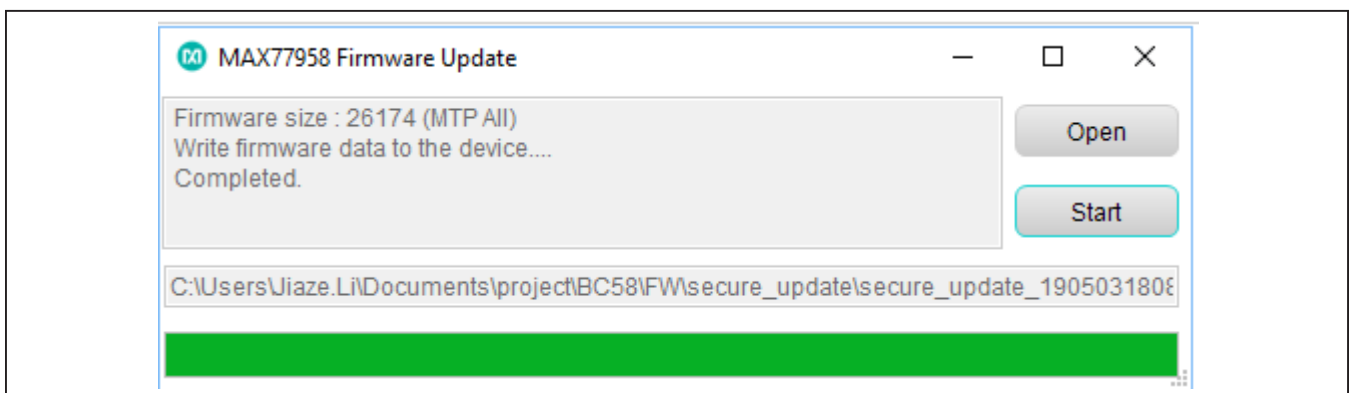 MAX77958 Firmware Update
Firmware size : 26174 (MTP All)
Write firmware data to the device....
Completed.
Open
Start
C:\Users\Jiaze.Li\Documents\project\BC58\FW\secure_update\secure_update_1905031808